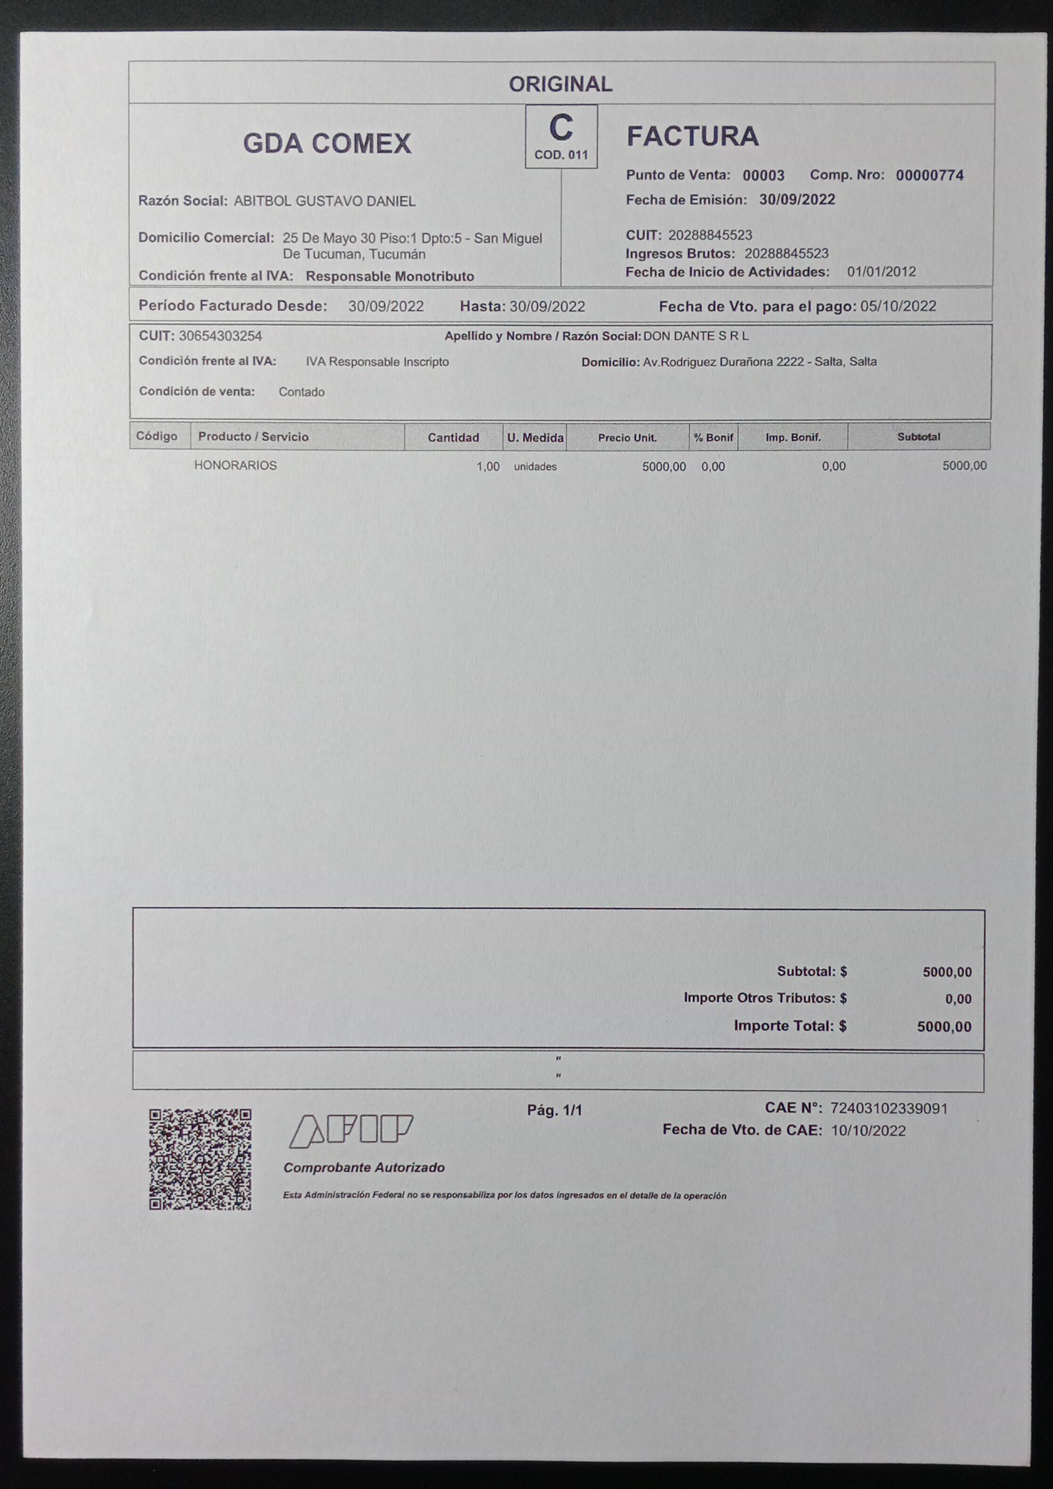 ORIGINAL
C
COD. 011
GDA COMEX
FACTURA
Punto de Venta: 00003 Comp. Nro: 00000774
Razón Social: ABITBOL GUSTAVO DANIEL
Fecha de Emisión: 30/09/2022
Domicilio Comercial: 25 De Mayo 30 Piso:1 Dpto:5 - San Miguel
De Tucuman, Tucumán
CUIT: 20288845523
Ingresos Brutos: 20288845523
Condición frente al IVA: Responsable Monotributo
Fecha de Inicio de Actividades: 01/01/2012
Período Facturado Desde: 30/09/2022 Hasta: 30/09/2022 Fecha de Vto. para el pago: 05/10/2022
CUIT: 30654303254 Apellido y Nombre / Razón Social: DON DANTE S R L
Condición frente al IVA: IVA Responsable Inscripto Domicilio: Av.Rodriguez Durañona 2222 - Salta, Salta
Condición de venta: Contado
Código Producto / Servicio Cantidad U. Medida Precio Unit. % Bonif Imp. Bonif. Subtotal
HONORARIOS 1,00 unidades 5000,00 0,00 0,00 5000,00
Subtotal: $ 5000,00
Importe Otros Tributos: $ 0,00
Importe Total: $ 5000,00
"
"
AFIP
Pág. 1/1
CAE N°: 72403102339091
Fecha de Vto. de CAE: 10/10/2022
Comprobante Autorizado
Esta Administración Federal no se responsabiliza por los datos ingresados en el detalle de la operación